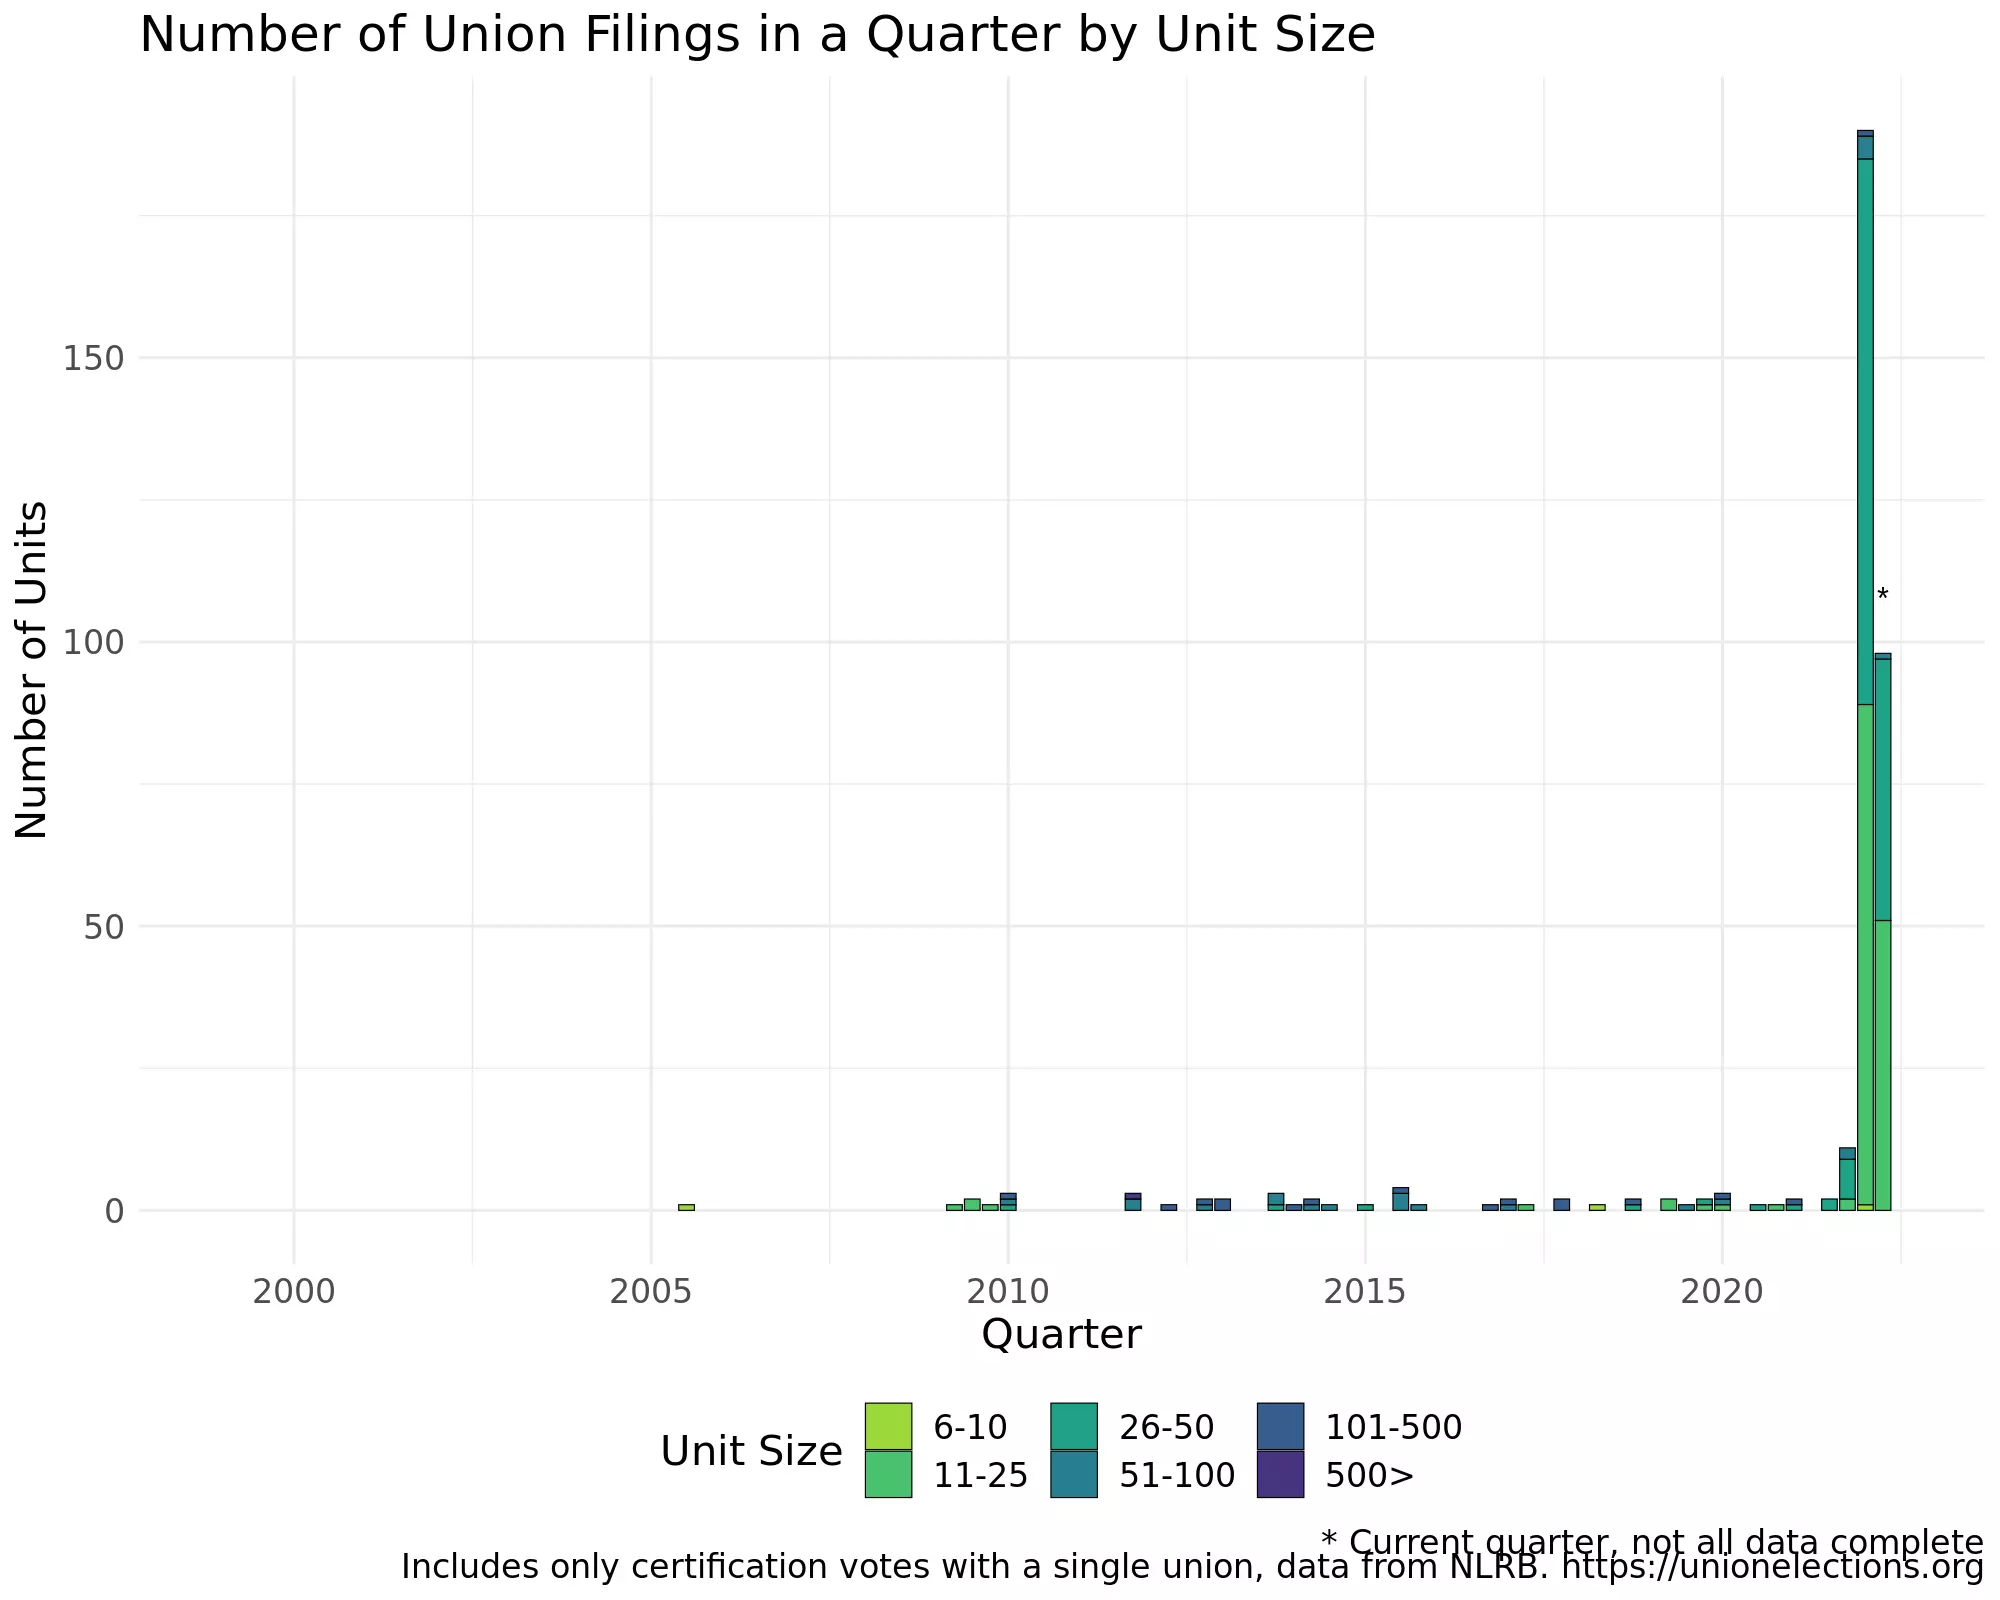 Number of Union Filings in a Quarter by Unit Size
Number of Units
150
100
50
0
*
2000 2005 2010 2015 2020
Quarter
Unit Size
6-10 26-50 101-500
11-25 51-100 500>
* Current quarter, not all data complete
Includes only certification votes with a single union, data from NLRB. https://unionelections.org